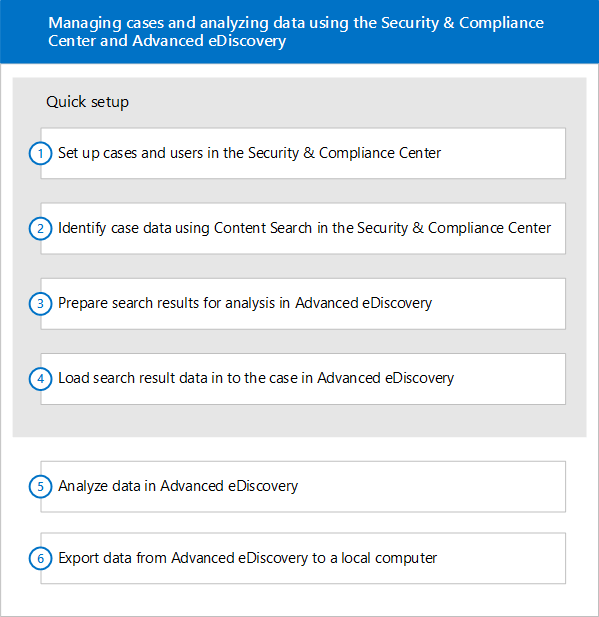 Managing cases and analyzing data using the Security & Compliance
Center and Advanced eDiscovery
Quick setup
1 Set up cases and users in the Security & Compliance Center
2 Identify case data using Content Search in the Security & Compliance Center
3 Prepare search results for analysis in Advanced eDiscovery
4 Load search result data in to the case in Advanced eDiscovery
5 Analyze data in Advanced eDiscovery
6 Export data from Advanced eDiscovery to a local computer